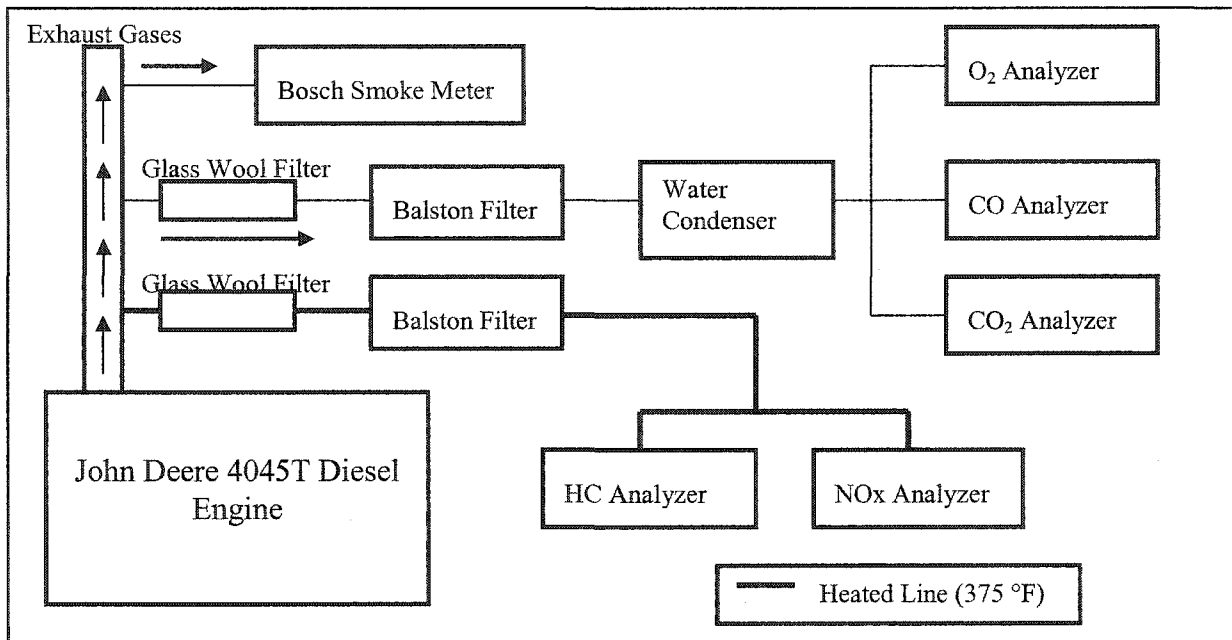 Exhaust Gases
Bosch Smoke Meter
O₂ Analyzer
Glass Wool Filter
Balston Filter
Water
Condenser
CO Analyzer
Glass Wool Filter
Balston Filter
CO₂ Analyzer
John Deere 4045T Diesel
Engine
HC Analyzer
NOx Analyzer
Heated Line (375 °F)